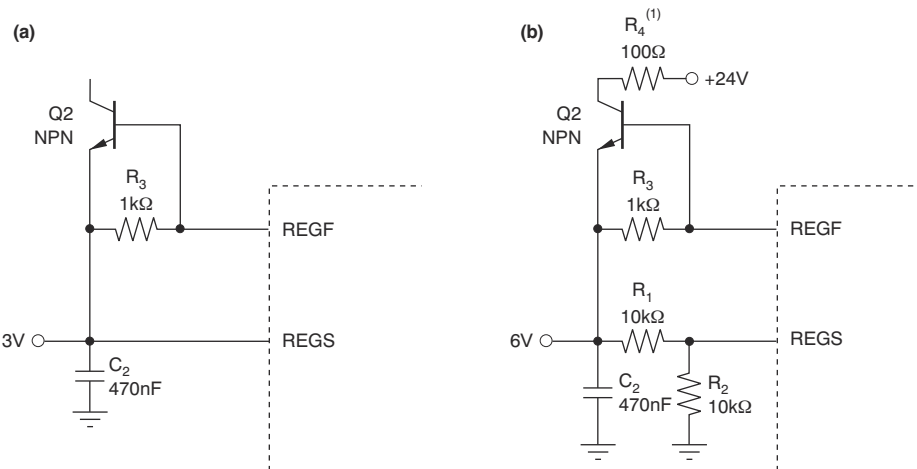 (a)
Q2
NPN
R3
1kΩ
REGF
3V
REGS
C2
470nF
(b)
R4(1)
100Ω
+24V
Q2
NPN
R3
1kΩ
REGF
R1
10kΩ
6V
REGS
C2
470nF
R2
10kΩ